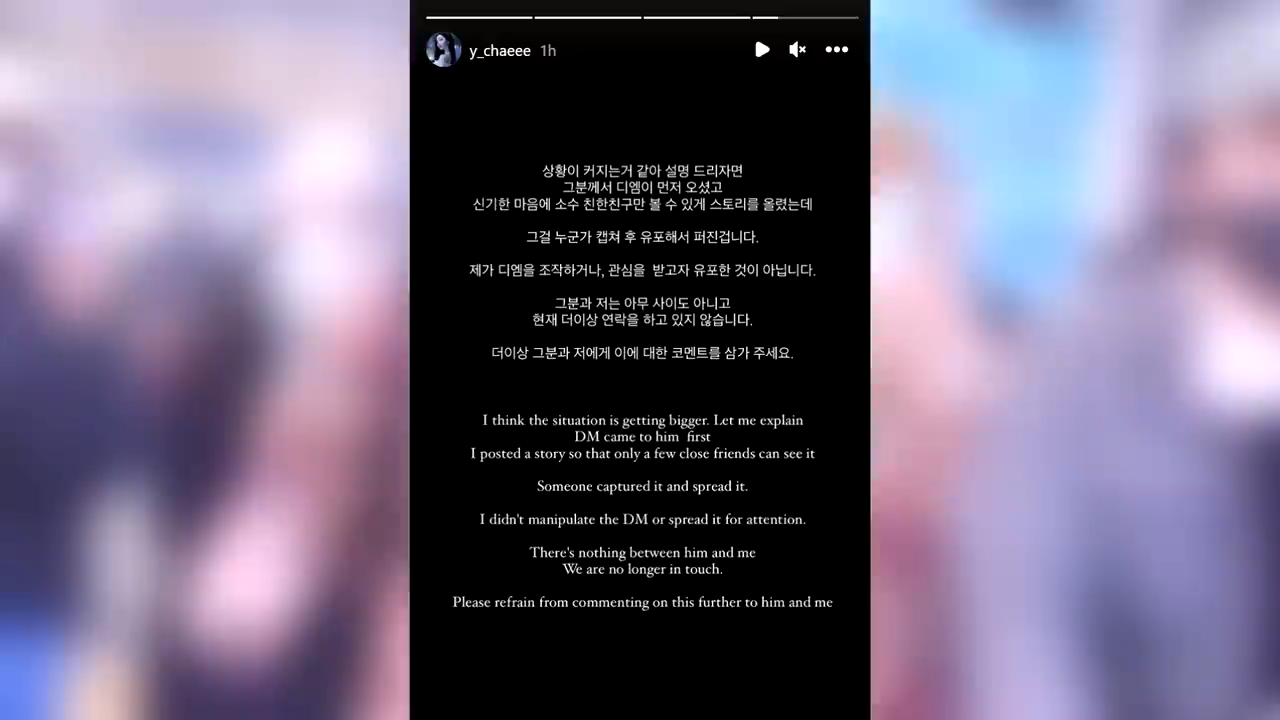 y_chaeee 1h
상황이 커지는거 같아 설명 드리자면
그분께서 디엠이 먼저 오셨고
신기한 마음에 소수 친한친구만 볼 수 있게 스토리를 올렸는데
그걸 누군가 캡쳐 후 유포해서 퍼진겁니다.
제가 디엠을 조작하거나, 관심을  받고자 유포한 것이 아닙니다.
그분과 저는 아무 사이도 아니고
현재 더이상 연락을 하고 있지 않습니다.
더이상 그분과 저에게 이에 대한 코멘트를 삼가 주세요.
I think the situation is getting bigger. Let me explain
DM came to him  first
I posted a story so that only a few close friends can see it
Someone captured it and spread it.
I didn't manipulate the DM or spread it for attention.
There's nothing between him and me
We are no longer in touch.
Please refrain from commenting on this further to him and me